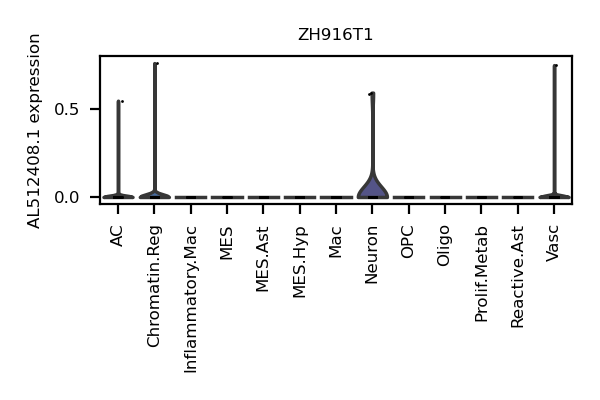 ZH916T1
AL512408.1 expression
0.5
0.0
AC
Chromatin.Reg
Inflammatory.Mac
MES
MES.Ast
MES.Hyp
Mac
Neuron
OPC
Oligo
Prolif.Metab
Reactive.Ast
Vasc